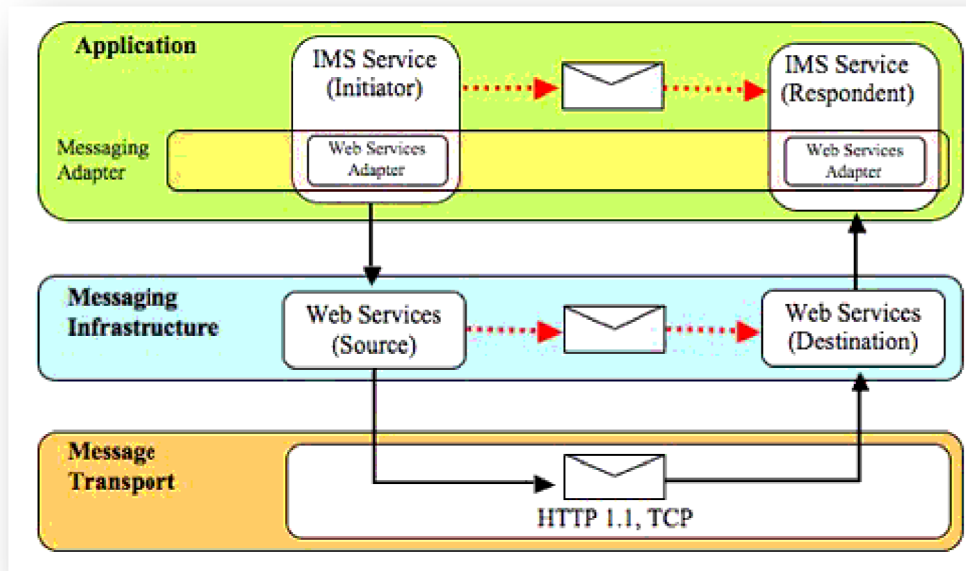 Application
IMS Service
(Initiator)
IMS Service
(Respondent)
Messaging
Adapter
Web Services
Adapter
Web Services
Adapter
Messaging
Infrastructure
Web Services
(Source)
Web Services
(Destination)
Message
Transport
HTTP 1.1, TCP